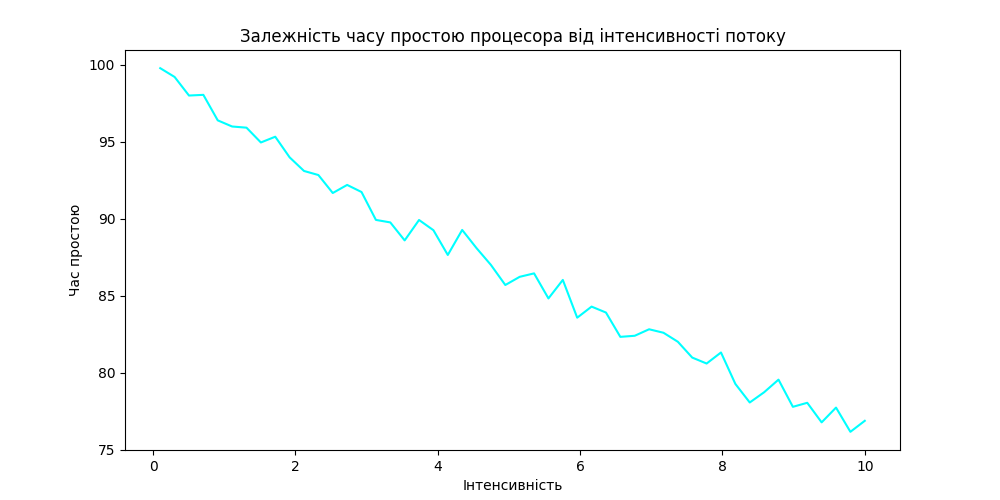 Залежність часу простою процесора від інтенсивності потоку
100
95
90
85
80
75
Час простою
0 2 4 6 8 10
Інтенсивність